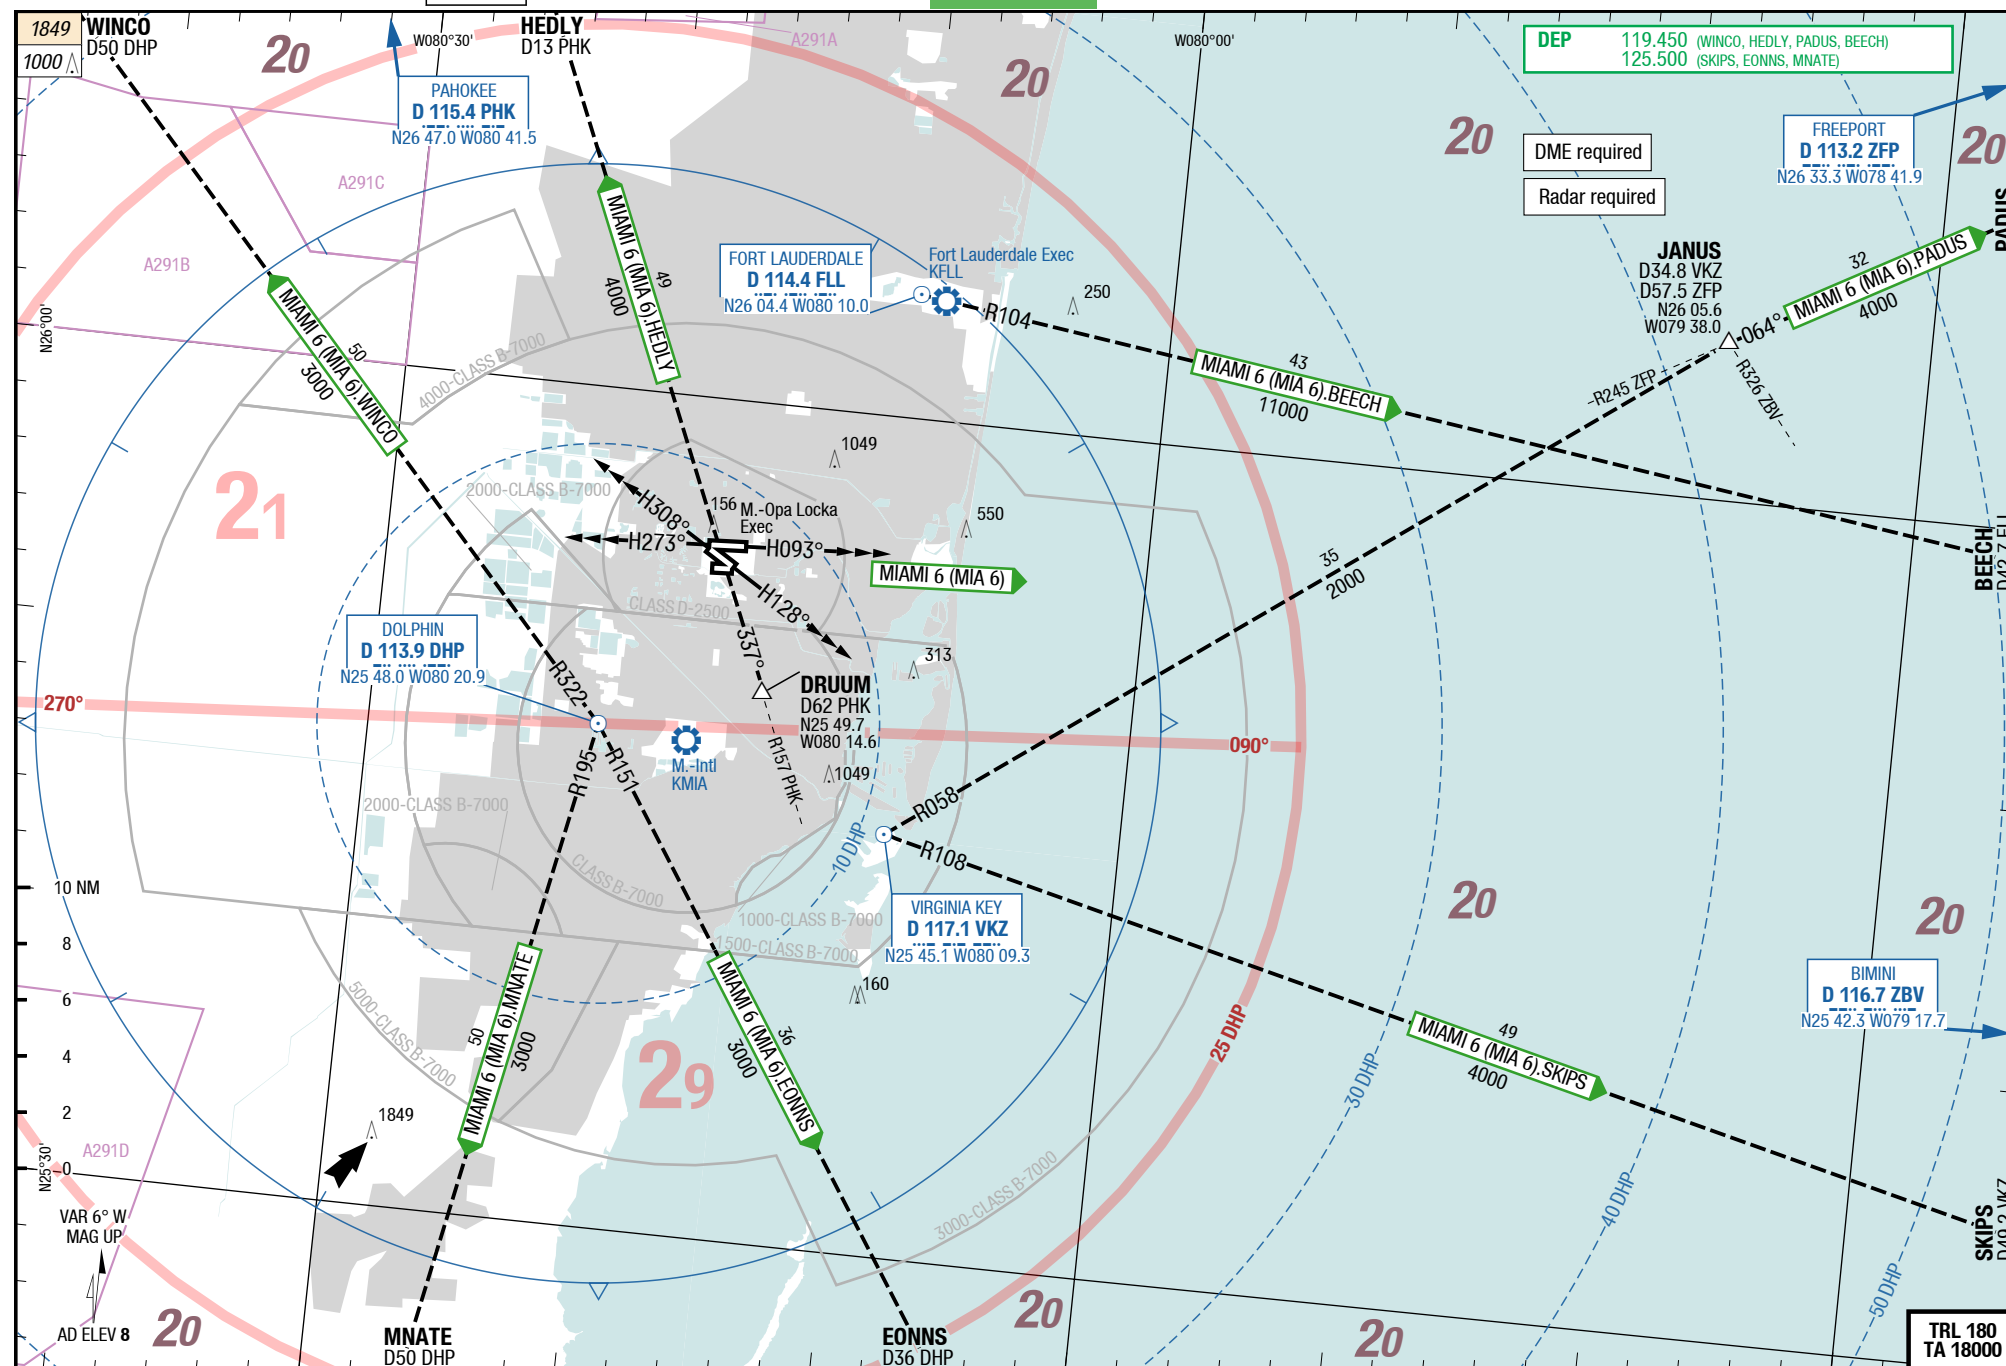 1849
1000
WINCO
D50 DHP
20
W080°30'
HEDLY
D13 PHK
A291A
20
W080°00'
DEP 119.450 (WINCO, HEDLY, PADUS, BEECH)
125.500 (SKIPS, EONNS, MNATE)
PAHOKEE
D 115.4 PHK
N26 47.0 W080 41.5
20
DME required
Radar required
FREEPORT
D 113.2 ZFP
N26 33.3 W078 41.9
20
PADUS
A291C
A291B
MIAMI 6 (MIA 6).HEDLY
49
4000
FORT LAUDERDALE
D 114.4 FLL
N26 04.4 W080 10.0
Fort Lauderdale Exec
KFLL
250
R104
JANUS
D34.8 VKZ
D57.5 ZFP
N26 05.6
W079 38.0
064°
32
MIAMI 6 (MIA 6).PADUS
4000
R245 ZFP
R326 ZBV
N26°00'
MIAMI 6 (MIA 6).WINCO
50
3000
4000-CLASS B-7000
43
MIAMI 6 (MIA 6).BEECH
11000
21
1049
2000-CLASS B-7000
156
M.-Opa Locka
Exec
550
H308°
H273°
H093°
H128°
MIAMI 6 (MIA 6)
35
2000
BEECH
CLASS D-2500
DOLPHIN
D 113.9 DHP
N25 48.0 W080 20.9
R322
337°
313
DRUUM
D62 PHK
N25 49.7
W080 14.6
R157 PHK
270°
090°
R195
R151
M.-Intl
KMIA
1049
2000-CLASS B-7000
R058
R108
10 DHP
CLASS B-7000
1000-CLASS B-7000
1500-CLASS B-7000
VIRGINIA KEY
D 117.1 VKZ
N25 45.1 W080 09.3
20
20
10 NM
8
6
4
2
0
BIMINI
D 116.7 ZBV
N25 42.3 W079 17.7
160
5000-CLASS B-7000
50
MIAMI 6 (MIA 6).MNATE
3000
36
MIAMI 6 (MIA 6).EONNS
3000
29
25 DHP
30 DHP
49
MIAMI 6 (MIA 6).SKIPS
4000
1849
A291D
N25°30'
3000-CLASS B-7000
40 DHP
50 DHP
SKIPS
VAR 6° W
MAG UP
AD ELEV 8
20
MNATE
D50 DHP
EONNS
D36 DHP
20
20
TRL 180
TA 18000